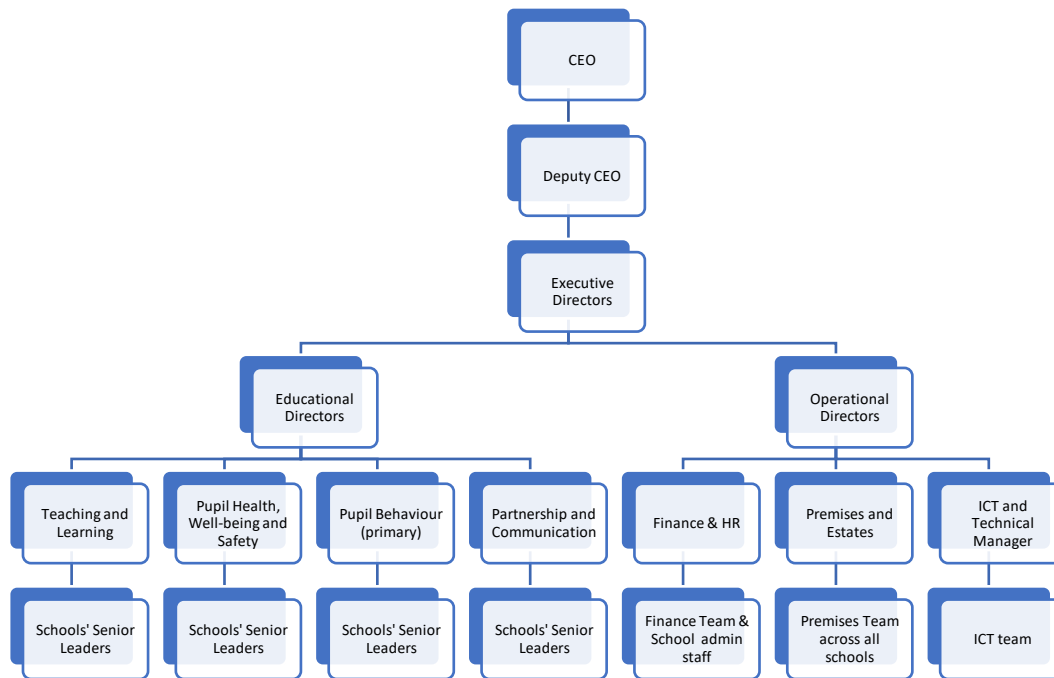 CEO
Deputy CEO
Executive
Directors
Educational
Directors
Operational
Directors
Teaching and
Learning
Pupil Health,
Well-being and
Safety
Pupil Behaviour
(primary)
Partnership and
Communication
Finance & HR
Premises and
Estates
ICT and
Technical
Manager
Schools' Senior
Leaders
Schools' Senior
Leaders
Schools' Senior
Leaders
Schools' Senior
Leaders
Finance Team &
School admin
staff
Premises Team
across all
schools
ICT team